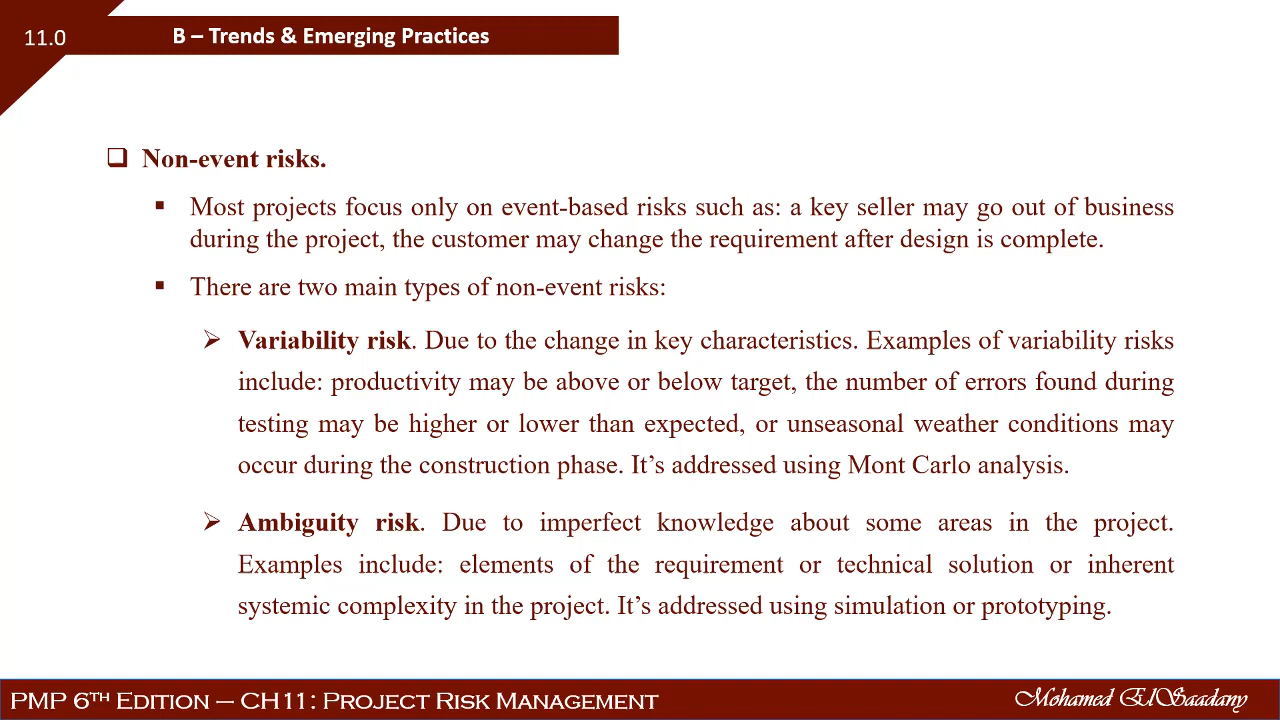 11.0
B – Trends & Emerging Practices
❑ Non-event risks.
▪ Most projects focus only on event-based risks such as: a key seller may go out of business
during the project, the customer may change the requirement after design is complete.
▪ There are two main types of non-event risks:
➢ Variability risk. Due to the change in key characteristics. Examples of variability risks
include: productivity may be above or below target, the number of errors found during
testing may be higher or lower than expected, or unseasonal weather conditions may
occur during the construction phase. It’s addressed using Mont Carlo analysis.
➢ Ambiguity risk. Due to imperfect knowledge about some areas in the project.
Examples include: elements of the requirement or technical solution or inherent
systemic complexity in the project. It’s addressed using simulation or prototyping.
PMP 6TH Edition – CH11: Project Risk Management
Mohamed ElSaadany